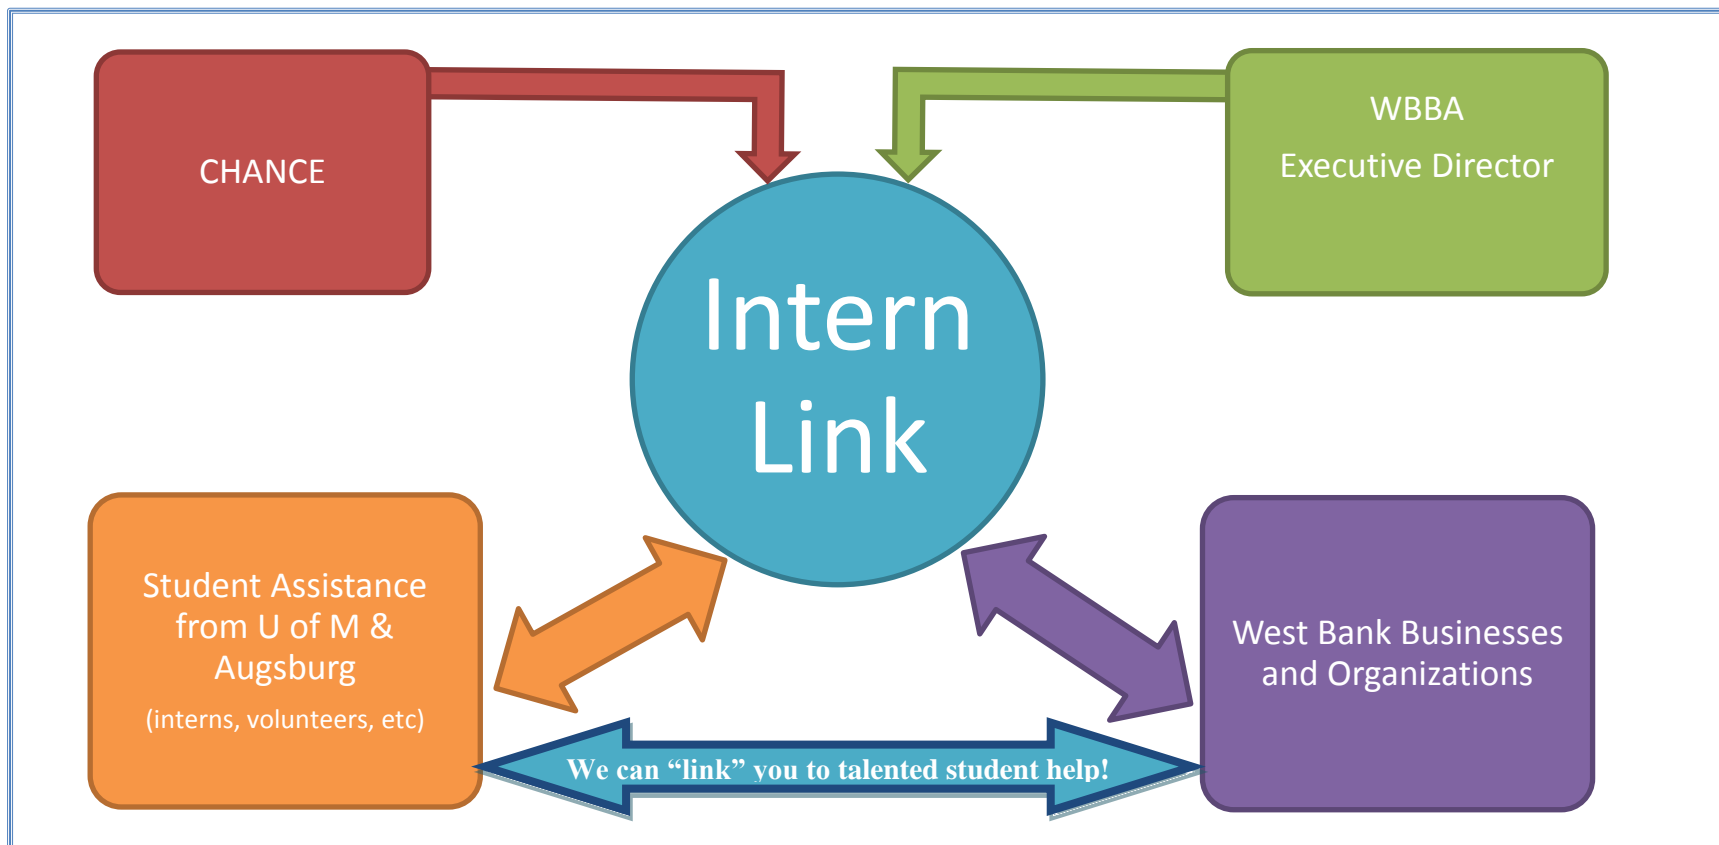 CHANCE
WBBA
Executive Director
Intern
Link
Student Assistance
from U of M &
Augsburg
(interns, volunteers, etc)
West Bank Businesses
and Organizations
We can “link” you to talented student help!